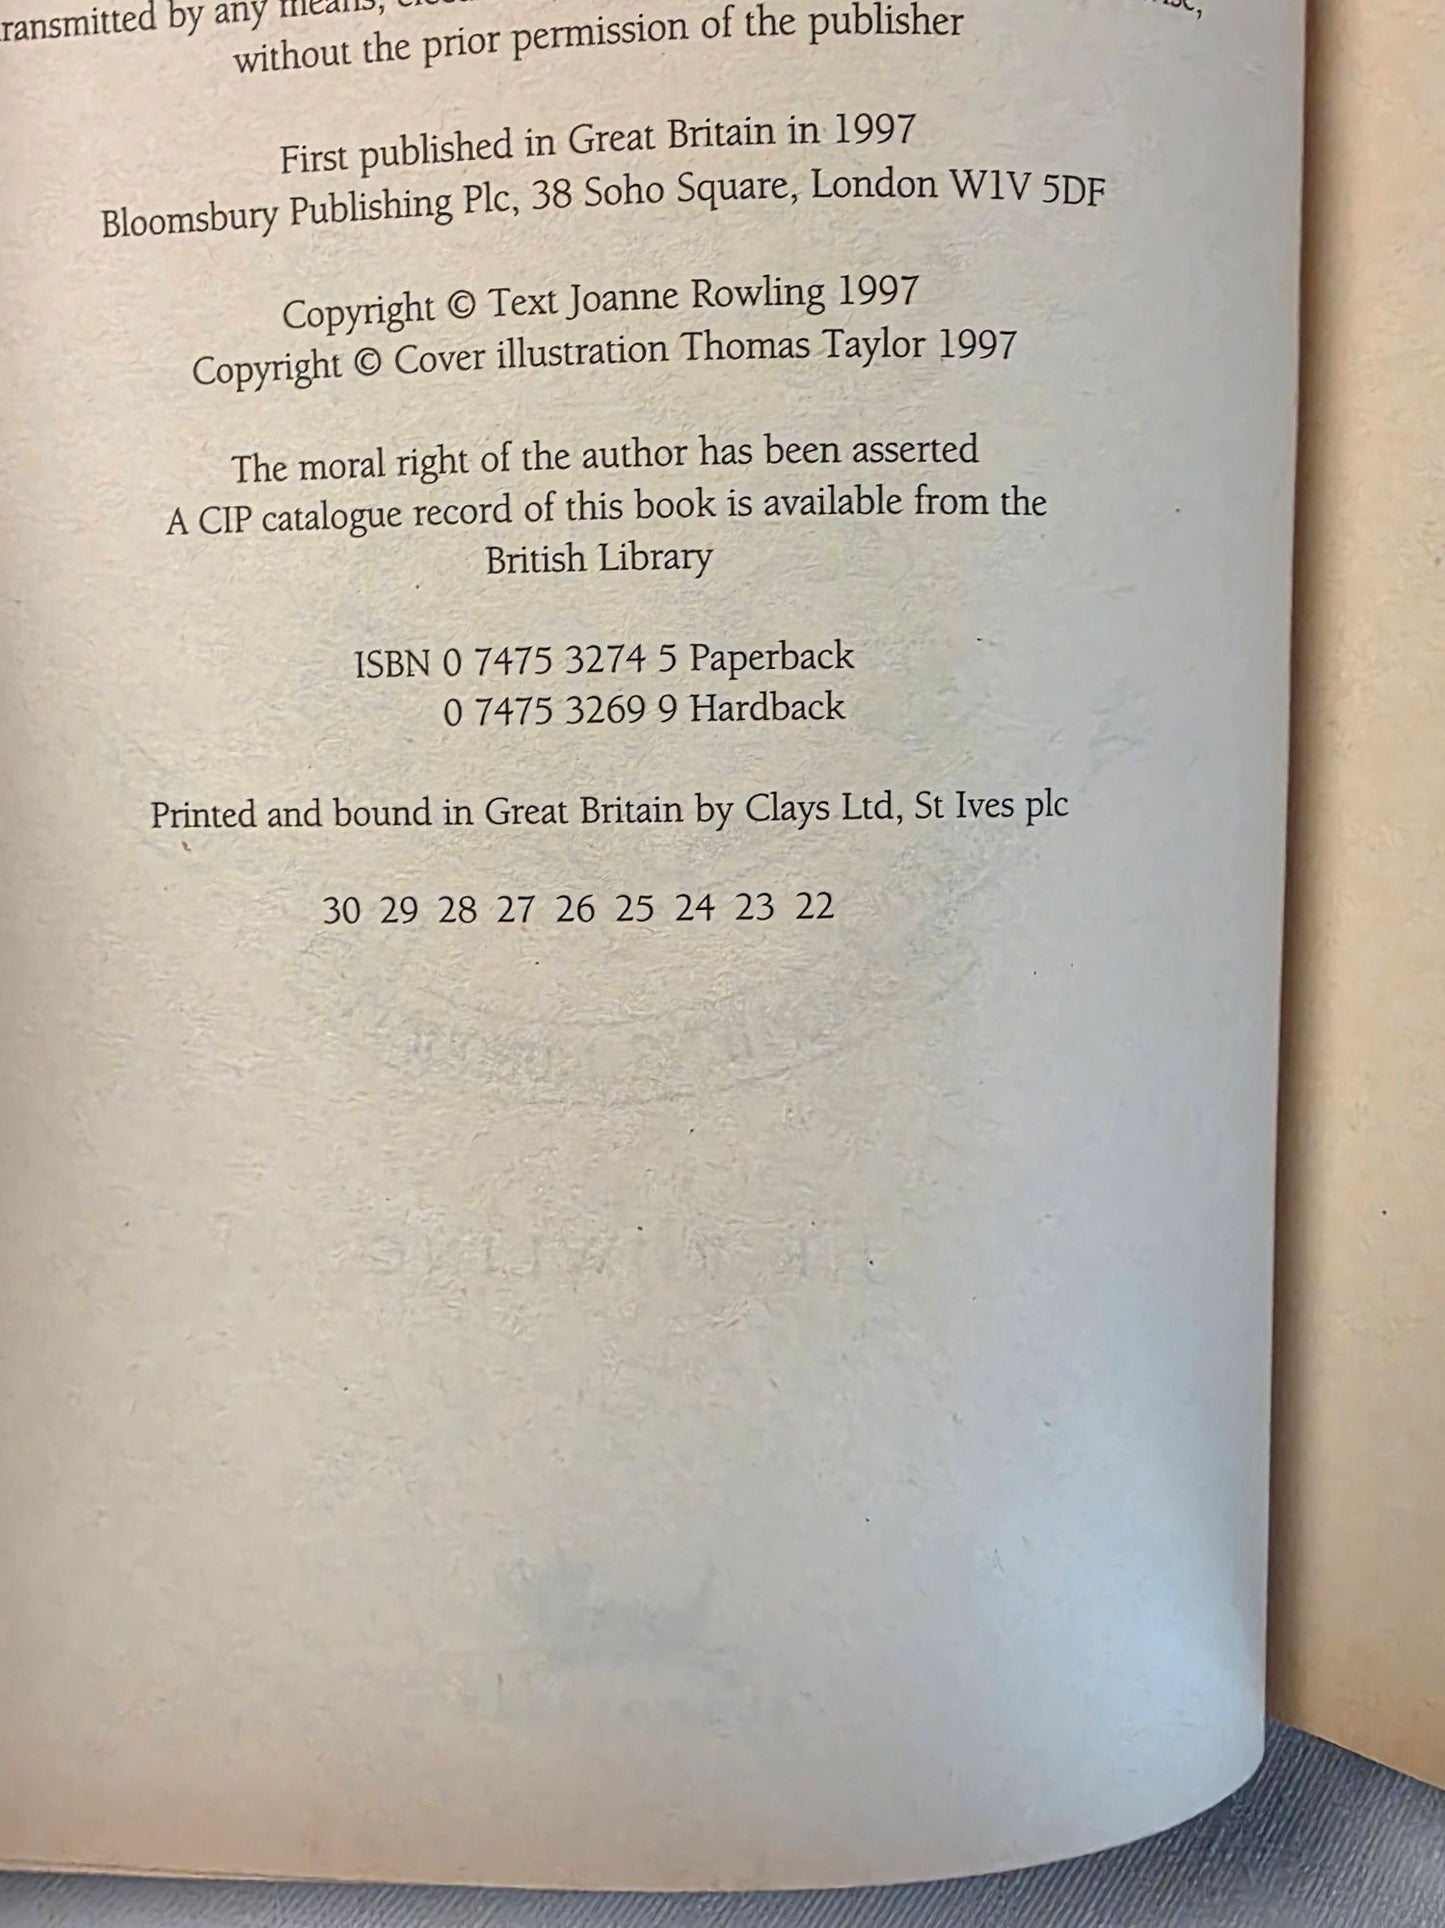 transmitted by any means,
without the prior permission of the publisher
First published in Great Britain in 1997
Bloomsbury Publishing Plc, 38 Soho Square, London W1V 5DF
Copyright © Text Joanne Rowling 1997
Copyright © Cover illustration Thomas Taylor 1997
The moral right of the author has been asserted
A CIP catalogue record of this book is available from the
British Library
ISBN 0 7475 3274 5 Paperback
0 7475 3269 9 Hardback
Printed and bound in Great Britain by Clays Ltd, St Ives plc
30 29 28 27 26 25 24 23 22